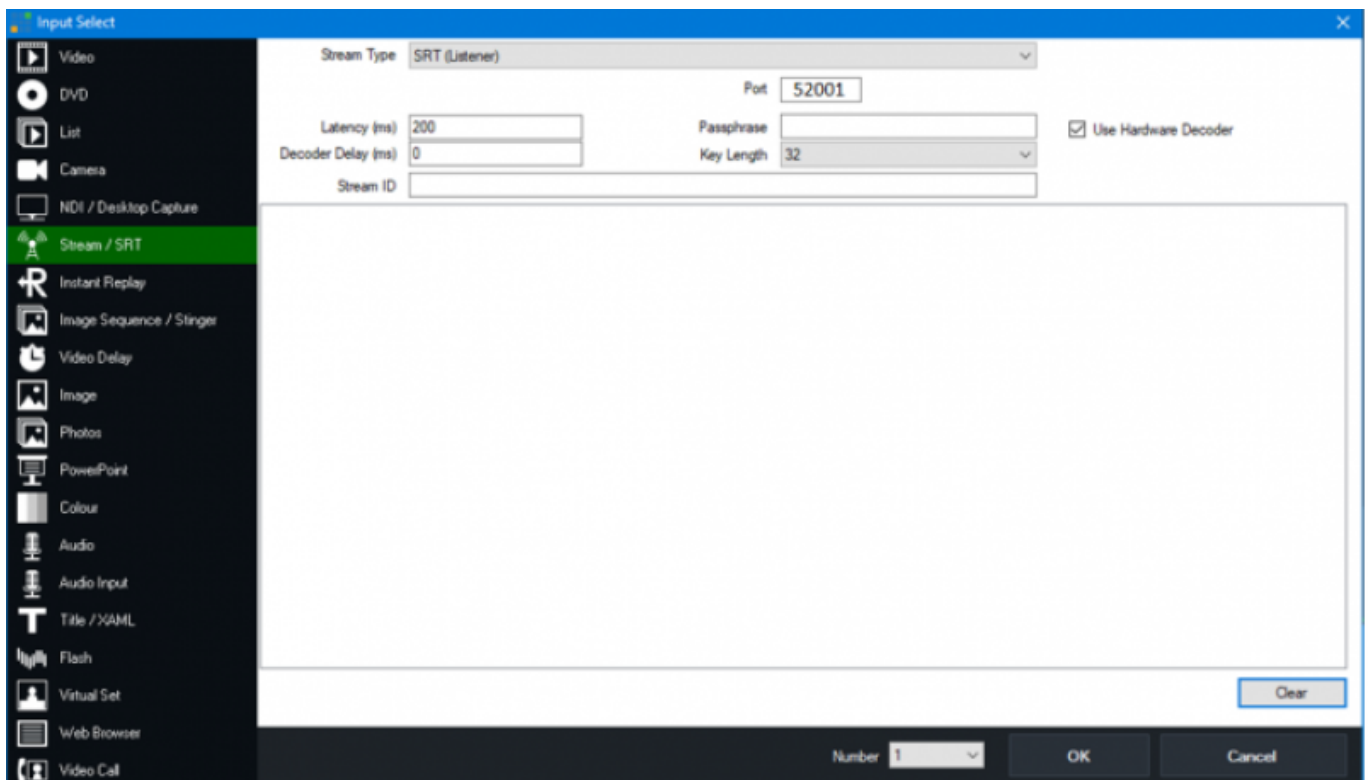 Input Select
Video
DVD
List
Camera
NDI / Desktop Capture
Stream / SRT
Instant Replay
Image Sequence / Stinger
Video Delay
Image
Photos
PowerPoint
Colour
Audio
Audio Input
Title / XAML
Flash
Virtual Set
Web Browser
Video Call
Stream Type SRT (Listener)
Port 52001
Latency (ms) 200 Passphrase Use Hardware Decoder
Decoder Delay (ms) 0 Key Length 32
Stream ID
Clear
Number 1 OK Cancel